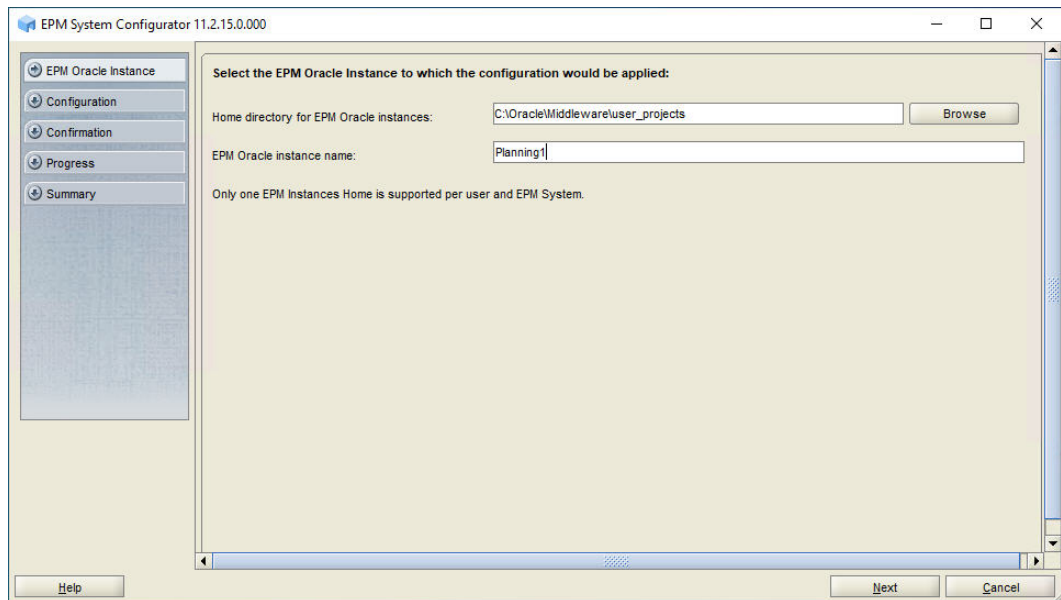 EPM System Configurator 11.2.15.0.000
EPM Oracle Instance
Configuration
Confirmation
Progress
Summary
Select the EPM Oracle Instance to which the configuration would be applied:
Home directory for EPM Oracle instances: C:\Oracle\Middleware\user_projects Browse
EPM Oracle instance name: Planning1
Only one EPM Instances Home is supported per user and EPM System.
Help Next Cancel